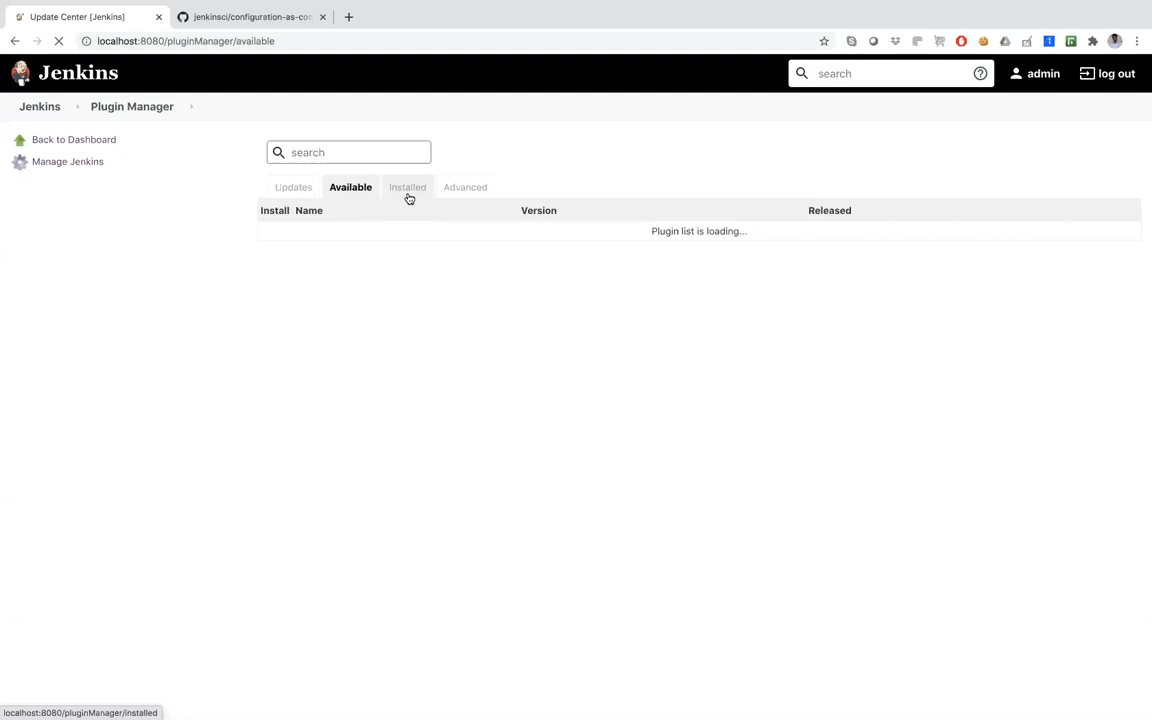 Update Center [Jenkins]
jenkinsci/configuration-as-co
localhost:8080/pluginManager/available
Jenkins
search
admin
log out
Jenkins
Plugin Manager
Back to Dashboard
Manage Jenkins
search
Updates
Available
Installed
Advanced
Install
Name
Version
Released
Plugin list is loading...
localhost:8080/pluginManager/installed